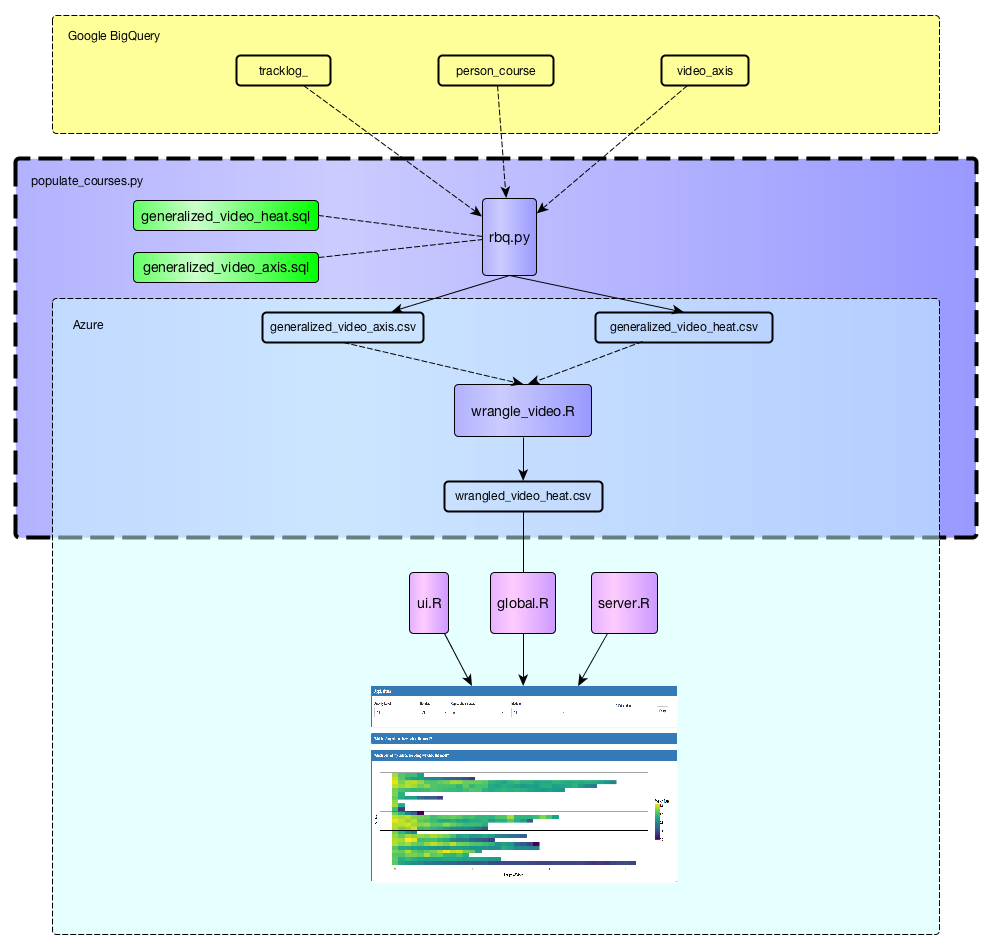 Google BigQuery
tracklog_
person_course
video_axis
populate_courses.py
generalized_video_heat.sql
rbq.py
generalized_video_axis.sql
Azure
generalized_video_axis.csv
generalized_video_heat.csv
wrangle_video.R
wrangled_video_heat.csv
ui.R
global.R
server.R